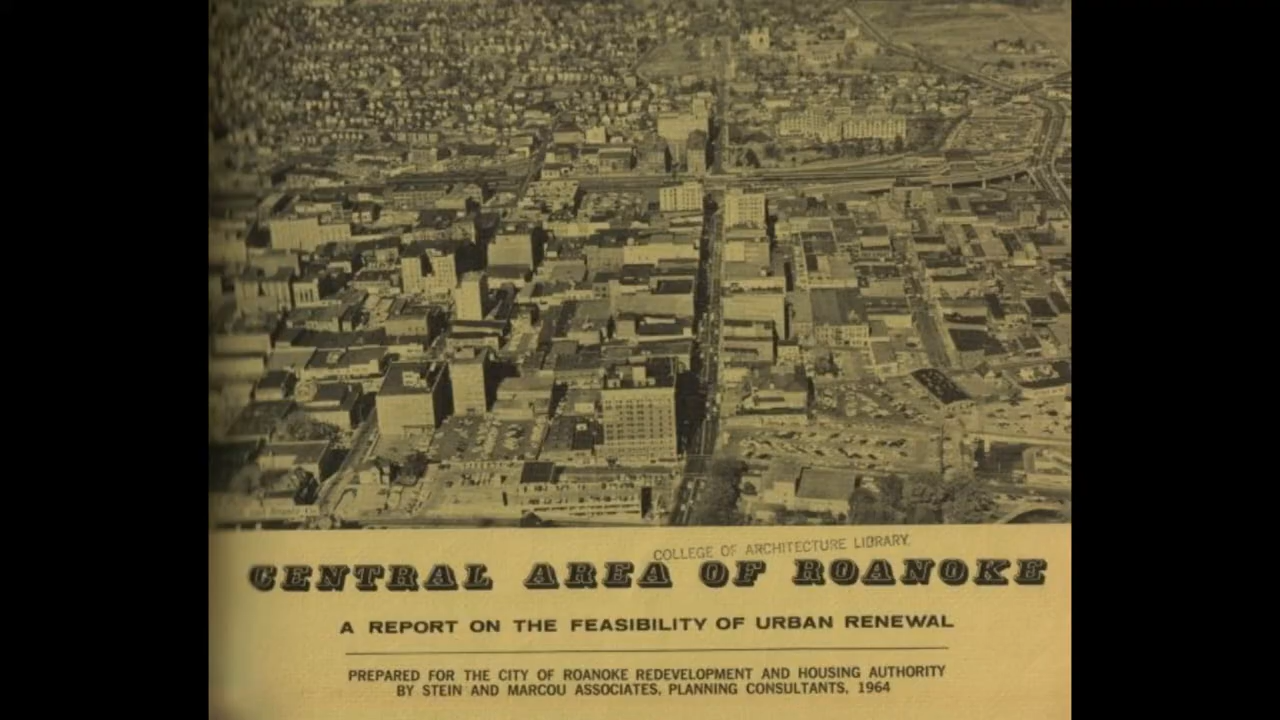 COLLEGE OF ARCHITECTURE LIBRARY
CENTRAL AREA OF ROANOKE
A REPORT ON THE FEASIBILITY OF URBAN RENEWAL
PREPARED FOR THE CITY OF ROANOKE REDEVELOPMENT AND HOUSING AUTHORITY
BY STEIN AND MARCOU ASSOCIATES, PLANNING CONSULTANTS, 1964